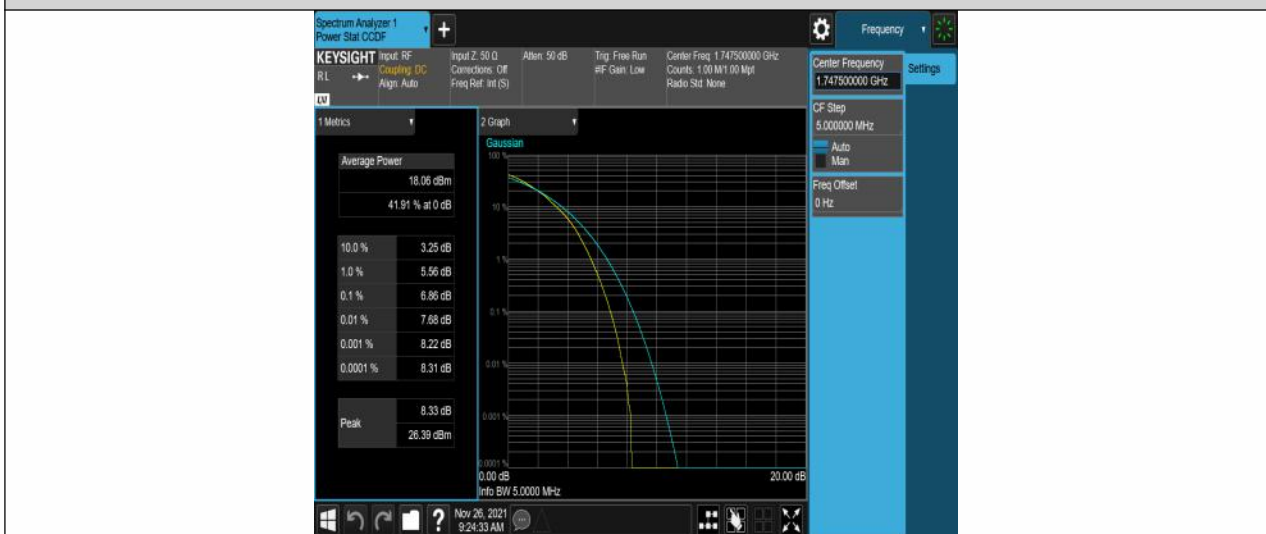 Spectrum Analyzer 1
Power Stat CCDF
+
Frequency
KEYSIGHT
RL
LV
Input: RF
Coupling: DC
Align: Auto
Input Z: 50 Ω
Corrections: Off
Freq Ref: Int (S)
Atten: 50 dB
Trig: Free Run
#IF Gain: Low
Center Freq: 1.747500000 GHz
Counts: 1.00 M/1.00 Mpt
Radio Std: None
Center Frequency
1.747500000 GHz
Settings
CF Step
5.000000 MHz
Auto
Man
Freq Offset
0 Hz
1 Metrics
Average Power
18.06 dBm
41.91 % at 0 dB
10.0 % 3.25 dB
1.0 % 5.56 dB
0.1 % 6.86 dB
0.01 % 7.68 dB
0.001 % 8.22 dB
0.0001 % 8.31 dB
Peak
8.33 dB
26.39 dBm
2 Graph
Gaussian
100 %
10 %
1 %
0.1 %
0.01 %
0.001 %
0.0001 %
0.00 dB
20.00 dB
Info BW 5.0000 MHz
?
Nov 26, 2021
9:24:33 AM